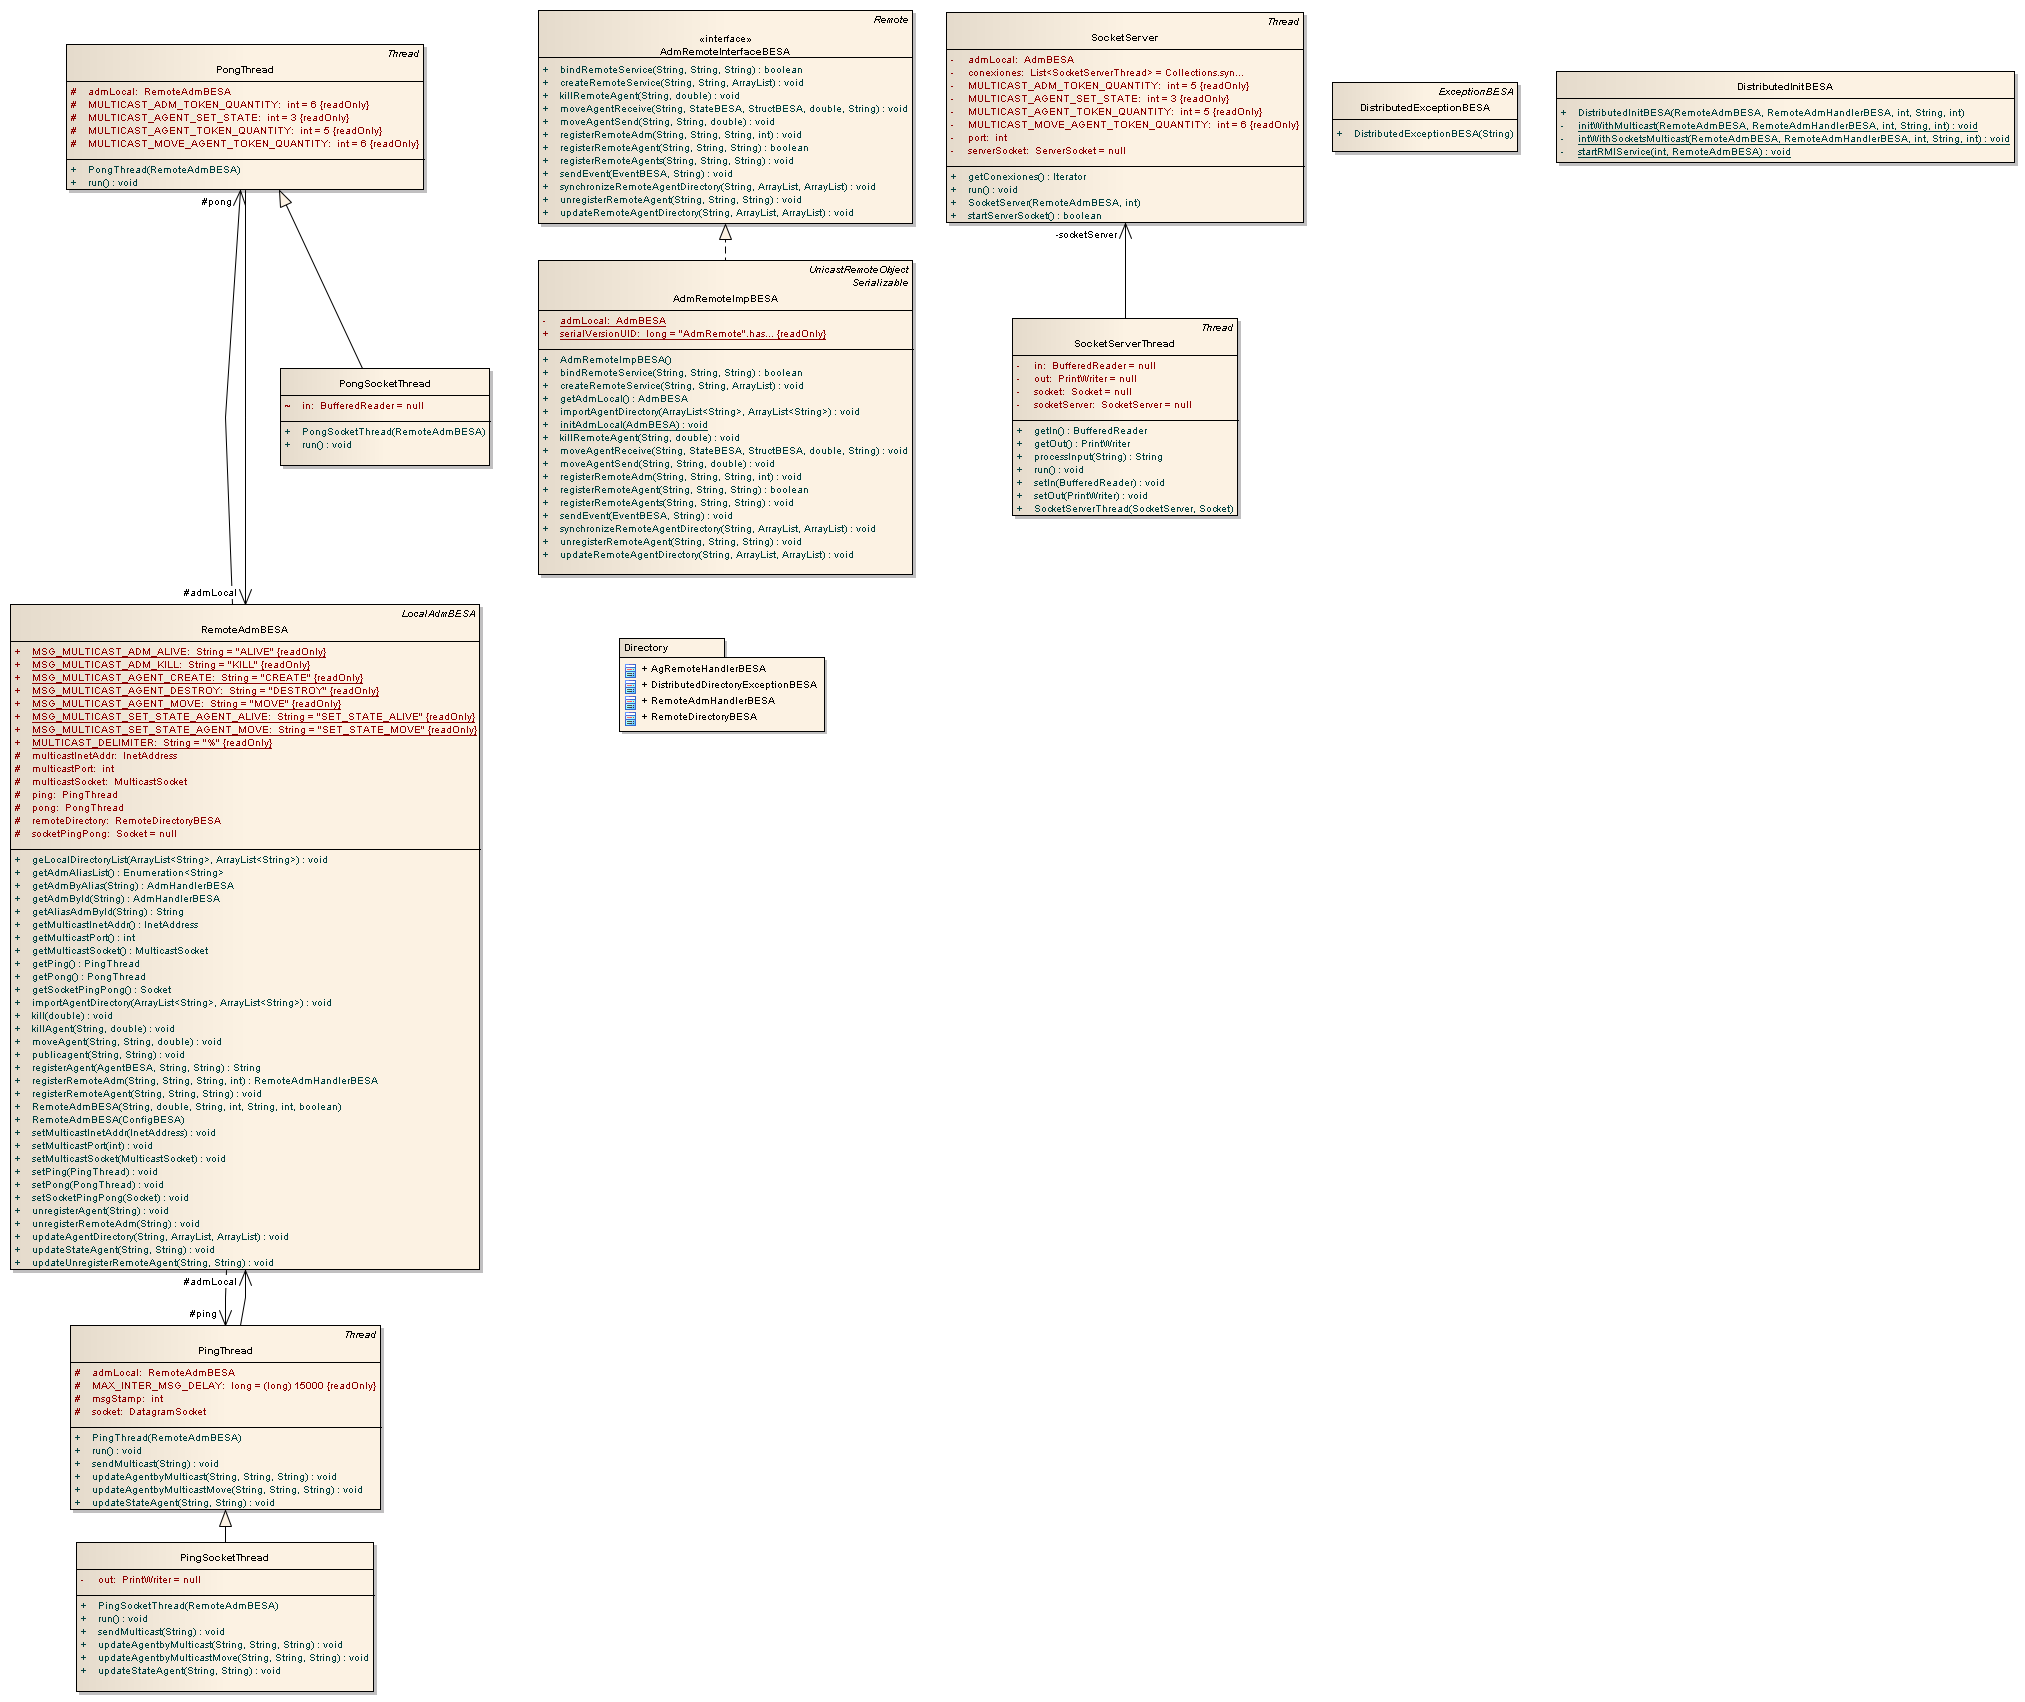 Thread
PongThread
# admLocal: RemoteAdmBESA
# MULTICAST_ADM_TOKEN_QUANTITY: int = 6 {readOnly}
# MULTICAST_AGENT_SET_STATE: int = 3 {readOnly}
# MULTICAST_AGENT_TOKEN_QUANTITY: int = 5 {readOnly}
# MULTICAST_MOVE_AGENT_TOKEN_QUANTITY: int = 6 {readOnly}
+ PongThread(RemoteAdmBESA)
+ run() : void
#pong
PongSocketThread
~ in: BufferedReader = null
+ PongSocketThread(RemoteAdmBESA)
+ run() : void
#admLocal
LocalAdmBESA
RemoteAdmBESA
+ MSG_MULTICAST_ADM_ALIVE: String = "ALIVE" {readOnly}
+ MSG_MULTICAST_ADM_KILL: String = "KILL" {readOnly}
+ MSG_MULTICAST_AGENT_CREATE: String = "CREATE" {readOnly}
+ MSG_MULTICAST_AGENT_DESTROY: String = "DESTROY" {readOnly}
+ MSG_MULTICAST_AGENT_MOVE: String = "MOVE" {readOnly}
+ MSG_MULTICAST_SET_STATE_AGENT_ALIVE: String = "SET_STATE_ALIVE" {readOnly}
+ MSG_MULTICAST_SET_STATE_AGENT_MOVE: String = "SET_STATE_MOVE" {readOnly}
+ MULTICAST_DELIMITER: String = "%" {readOnly}
# multicastInetAddr: InetAddress
# multicastPort: int
# multicastSocket: MulticastSocket
# ping: PingThread
# pong: PongThread
# remoteDirectory: RemoteDirectoryBESA
# socketPingPong: Socket = null
+ geLocalDirectoryList(ArrayList<String>, ArrayList<String>) : void
+ getAdmAliasList() : Enumeration<String>
+ getAdmByAlias(String) : AdmHandlerBESA
+ getAdmById(String) : AdmHandlerBESA
+ getAliasAdmById(String) : String
+ getMulticastInetAddr() : InetAddress
+ getMulticastPort() : int
+ getMulticastSocket() : MulticastSocket
+ getPing() : PingThread
+ getPong() : PongThread
+ getSocketPingPong() : Socket
+ importAgentDirectory(ArrayList<String>, ArrayList<String>) : void
+ kill(double) : void
+ killAgent(String, double) : void
+ moveAgent(String, String, double) : void
+ publicagent(String, String) : void
+ registerAgent(AgentBESA, String, String) : String
+ registerRemoteAdm(String, String, String, int) : RemoteAdmHandlerBESA
+ registerRemoteAgent(String, String, String) : void
+ RemoteAdmBESA(String, double, String, int, String, int, boolean)
+ RemoteAdmBESA(ConfigBESA)
+ setMulticastInetAddr(InetAddress) : void
+ setMulticastPort(int) : void
+ setMulticastSocket(MulticastSocket) : void
+ setPing(PingThread) : void
+ setPong(PongThread) : void
+ setSocketPingPong(Socket) : void
+ unregisterAgent(String) : void
+ unregisterRemoteAdm(String) : void
+ updateAgentDirectory(String, ArrayList, ArrayList) : void
+ updateStateAgent(String, String) : void
+ updateUnregisterRemoteAgent(String, String) : void
#admLocal
#ping
Thread
PingThread
# admLocal: RemoteAdmBESA
# MAX_INTER_MSG_DELAY: long = (long) 15000 {readOnly}
# msgStamp: int
# socket: DatagramSocket
+ PingThread(RemoteAdmBESA)
+ run() : void
+ sendMulticast(String) : void
+ updateAgentbyMulticast(String, String, String) : void
+ updateAgentbyMulticastMove(String, String, String) : void
+ updateStateAgent(String, String) : void
PingSocketThread
- out: PrintWriter = null
+ PingSocketThread(RemoteAdmBESA)
+ run() : void
+ sendMulticast(String) : void
+ updateAgentbyMulticast(String, String, String) : void
+ updateAgentbyMulticastMove(String, String, String) : void
+ updateStateAgent(String, String) : void
Remote
«interface»
AdmRemoteInterfaceBESA
+ bindRemoteService(String, String, String) : boolean
+ createRemoteService(String, String, ArrayList) : void
+ killRemoteAgent(String, double) : void
+ moveAgentReceive(String, StateBESA, StructBESA, double, String) : void
+ moveAgentSend(String, String, double) : void
+ registerRemoteAdm(String, String, String, int) : void
+ registerRemoteAgent(String, String, String) : boolean
+ registerRemoteAgents(String, String, String) : void
+ sendEvent(EventBESA, String) : void
+ synchronizeRemoteAgentDirectory(String, ArrayList, ArrayList) : void
+ unregisterRemoteAgent(String, String, String) : void
+ updateRemoteAgentDirectory(String, ArrayList, ArrayList) : void
UnicastRemoteObject
Serializable
AdmRemoteImpBESA
- admLocal: AdmBESA
+ serialVersionUID: long = "AdmRemote".has... {readOnly}
+ AdmRemoteImpBESA()
+ bindRemoteService(String, String, String) : boolean
+ createRemoteService(String, String, ArrayList) : void
+ getAdmLocal() : AdmBESA
+ importAgentDirectory(ArrayList<String>, ArrayList<String>) : void
+ initAdmLocal(AdmBESA) : void
+ killRemoteAgent(String, double) : void
+ moveAgentReceive(String, StateBESA, StructBESA, double, String) : void
+ moveAgentSend(String, String, double) : void
+ registerRemoteAdm(String, String, String, int) : void
+ registerRemoteAgent(String, String, String) : boolean
+ registerRemoteAgents(String, String, String) : void
+ sendEvent(EventBESA, String) : void
+ synchronizeRemoteAgentDirectory(String, ArrayList, ArrayList) : void
+ unregisterRemoteAgent(String, String, String) : void
+ updateRemoteAgentDirectory(String, ArrayList, ArrayList) : void
Directory
+ AgRemoteHandlerBESA
+ DistributedDirectoryExceptionBESA
+ RemoteAdmHandlerBESA
+ RemoteDirectoryBESA
Thread
SocketServer
- admLocal: AdmBESA
- conexiones: List<SocketServerThread> = Collections.syn...
- MULTICAST_ADM_TOKEN_QUANTITY: int = 5 {readOnly}
- MULTICAST_AGENT_SET_STATE: int = 3 {readOnly}
- MULTICAST_AGENT_TOKEN_QUANTITY: int = 5 {readOnly}
- MULTICAST_MOVE_AGENT_TOKEN_QUANTITY: int = 6 {readOnly}
- port: int
- serverSocket: ServerSocket = null
+ getConexiones() : Iterator
+ run() : void
+ SocketServer(RemoteAdmBESA, int)
+ startServerSocket() : boolean
-socketServer
Thread
SocketServerThread
- in: BufferedReader = null
- out: PrintWriter = null
- socket: Socket = null
- socketServer: SocketServer = null
+ getIn() : BufferedReader
+ getOut() : PrintWriter
+ processInput(String) : String
+ run() : void
+ setIn(BufferedReader) : void
+ setOut(PrintWriter) : void
+ SocketServerThread(SocketServer, Socket)
ExceptionBESA
DistributedExceptionBESA
+ DistributedExceptionBESA(String)
DistributedInitBESA
+ DistributedInitBESA(RemoteAdmBESA, RemoteAdmHandlerBESA, int, String, int)
- initWithMulticast(RemoteAdmBESA, RemoteAdmHandlerBESA, int, String, int) : void
- intWithSocketsMulticast(RemoteAdmBESA, RemoteAdmHandlerBESA, int, String, int) : void
- startRMIService(int, RemoteAdmBESA) : void